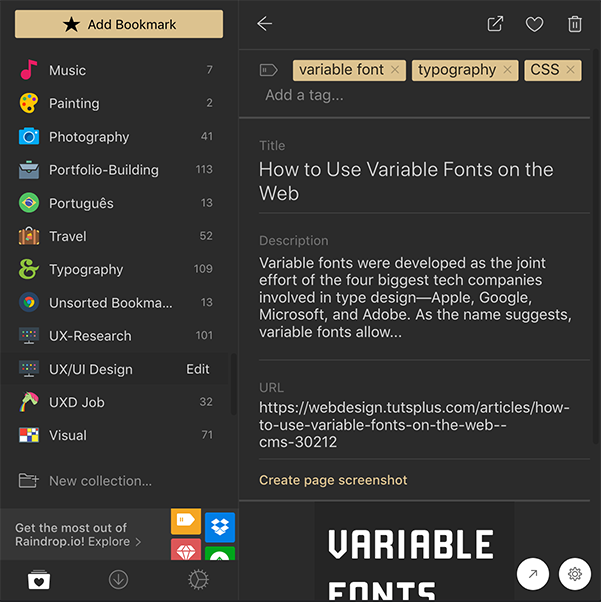 Add Bookmark
Music 7
Painting 2
Photography 41
Portfolio-Building 113
Português 13
Travel 52
Typography 109
Unsorted Bookma... 13
UX-Research 101
UX/UI Design Edit
UXD Job 32
Visual 71
New collection...
Get the most out of
Raindrop.io! Explore >
variable font × typography × CSS ×
Add a tag...
Title
How to Use Variable Fonts on the
Web
Description
Variable fonts were developed as the joint
effort of the four biggest tech companies
involved in type design—Apple, Google,
Microsoft, and Adobe. As the name suggests,
variable fonts allow...
URL
https://webdesign.tutsplus.com/articles/how-
to-use-variable-fonts-on-the-web--
cms-30212
Create page screenshot
VARIABLE
FONTS